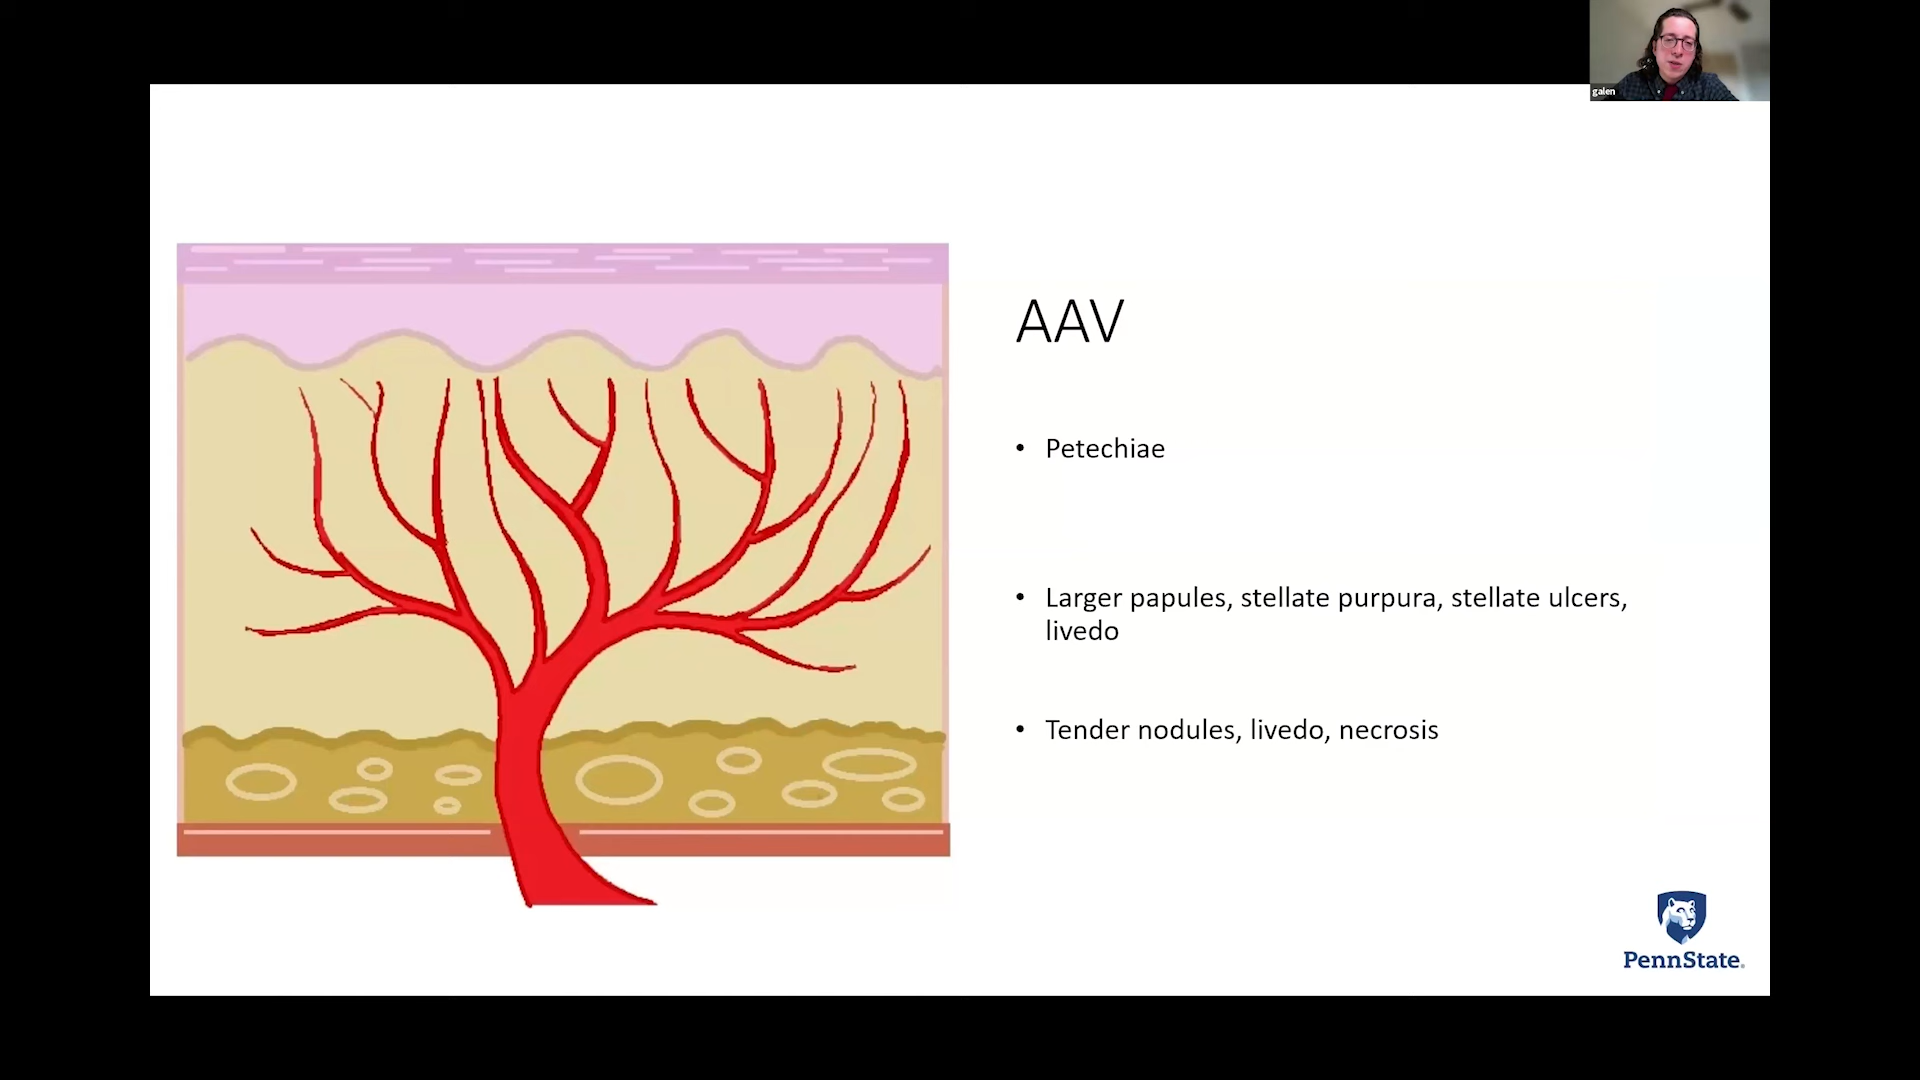 galen
AAV
• Petechiae
• Larger papules, stellate purpura, stellate ulcers,
livedo
• Tender nodules, livedo, necrosis
PennState